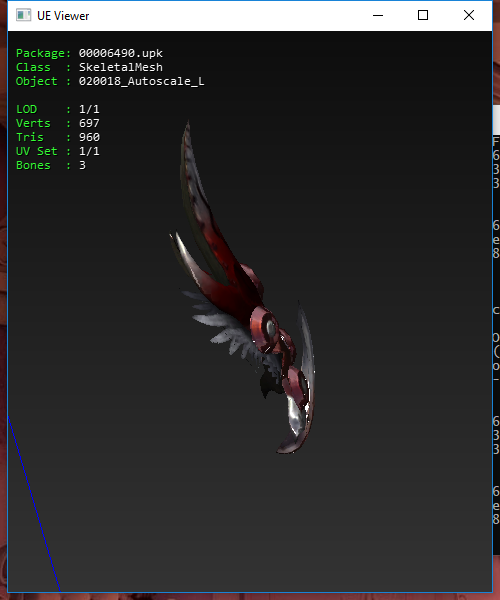 UE Viewer
Package: 00006490.upk
Class : SkeletalMesh
Object : 020018_Autoscale_L
LOD : 1/1
Verts : 697
Tris : 960
UV Set : 1/1
Bones : 3